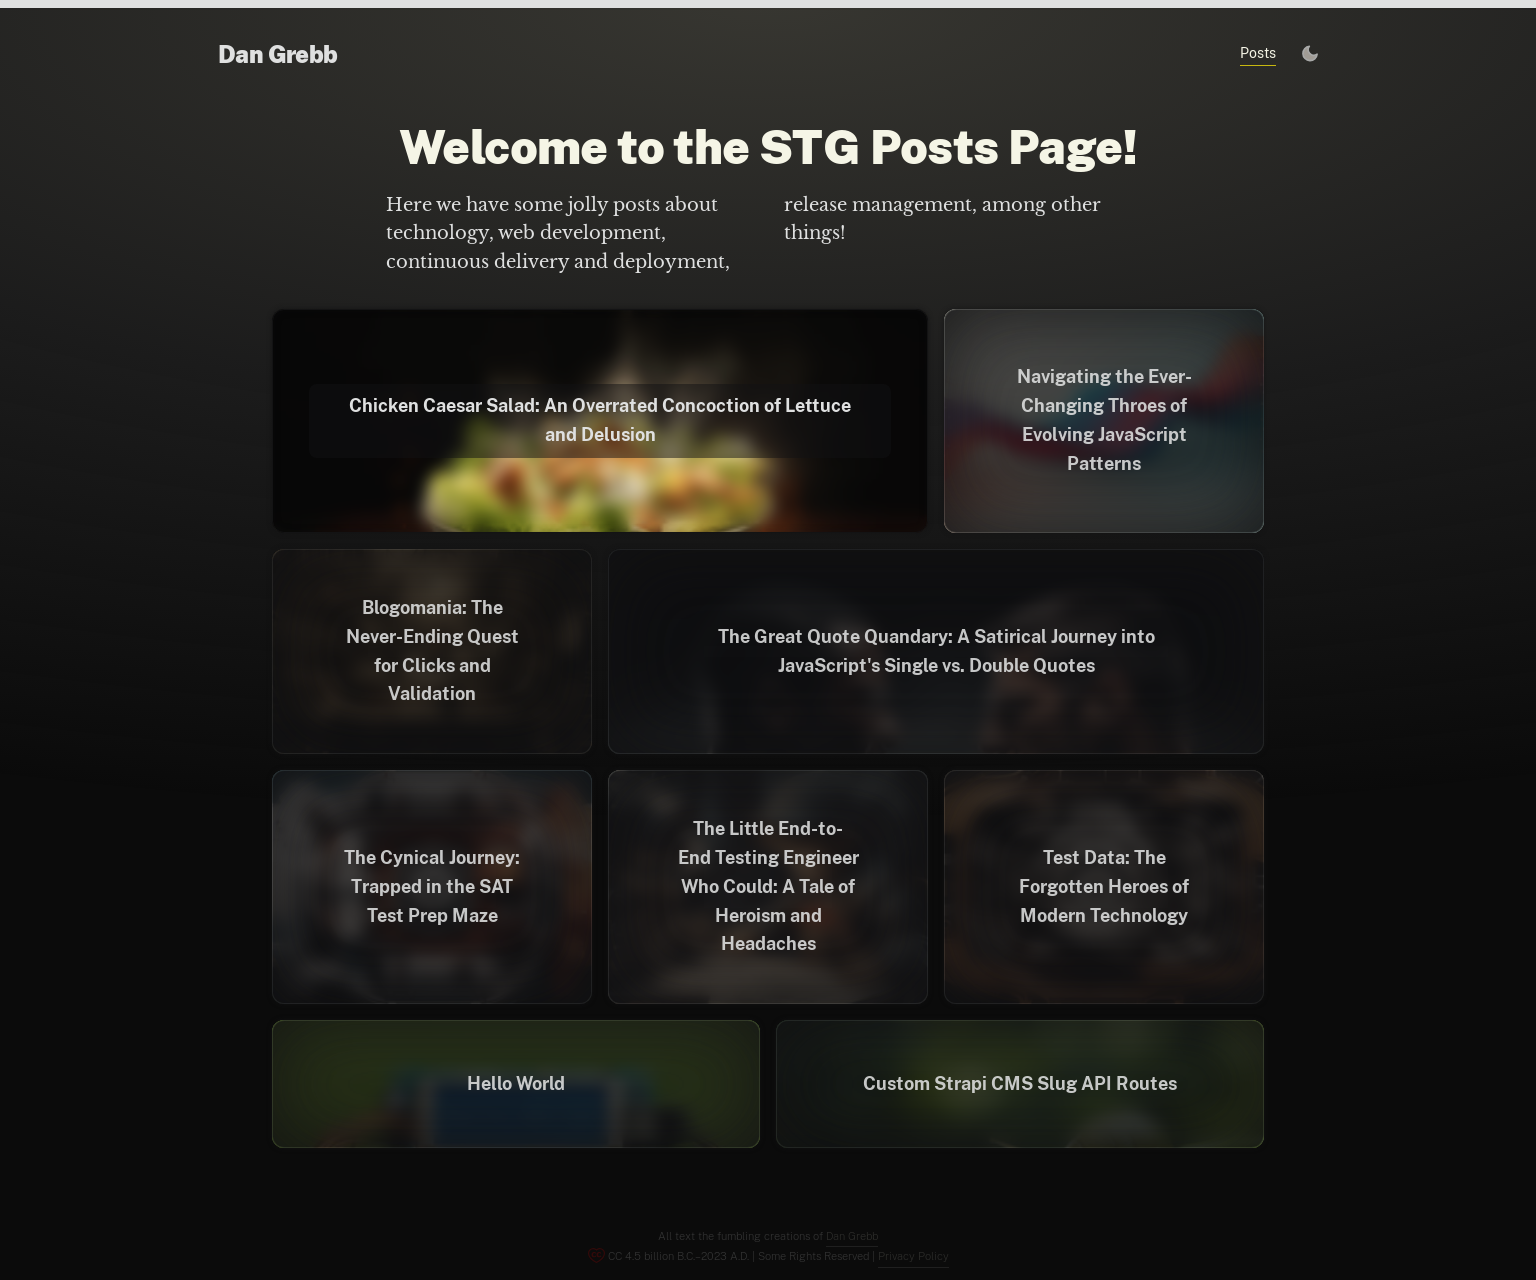 Dan Grebb
Posts
Welcome to the STG Posts Page!
Here we have some jolly posts about
technology, web development,
continuous delivery and deployment,
release management, among other
things!
Chicken Caesar Salad: An Overrated Concoction of Lettuce
and Delusion
Navigating the Ever-
Changing Throes of
Evolving JavaScript
Patterns
Blogomania: The
Never-Ending Quest
for Clicks and
Validation
The Great Quote Quandary: A Satirical Journey into
JavaScript's Single vs. Double Quotes
The Cynical Journey:
Trapped in the SAT
Test Prep Maze
The Little End-to-
End Testing Engineer
Who Could: A Tale of
Heroism and
Headaches
Test Data: The
Forgotten Heroes of
Modern Technology
Hello World
Custom Strapi CMS Slug API Routes
All text the fumbling creations of Dan Grebb
CC 4.5 billion B.C.–2023 A.D. | Some Rights Reserved | Privacy Policy